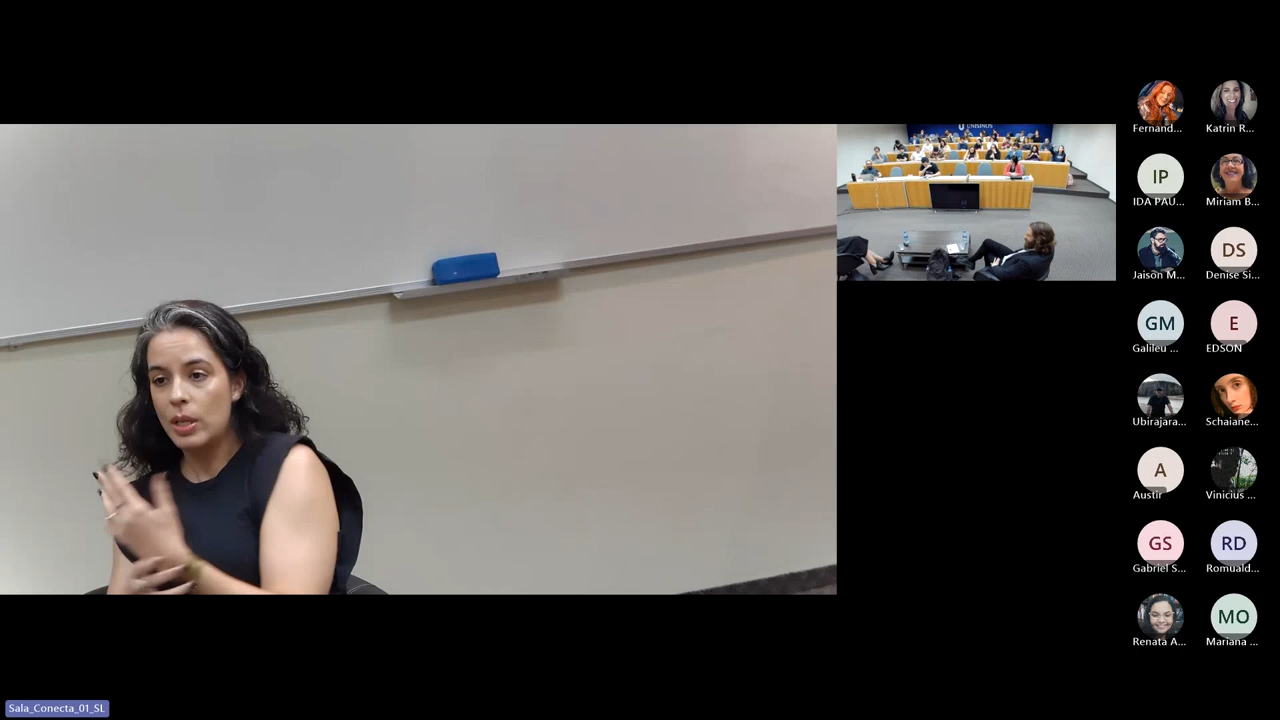 UNISINOS
Fernand...
Katrin R...
IP
IDA PAU...
Miriam B...
Jaison M...
DS
Denise Si...
GM
Galileu ...
E
EDSON
Ubirajara...
Schaiane...
A
Austir
Vinicius ...
GS
Gabriel S...
RD
Romuald...
Renata A...
MO
Mariana ...
Sala_Conecta_01_SL